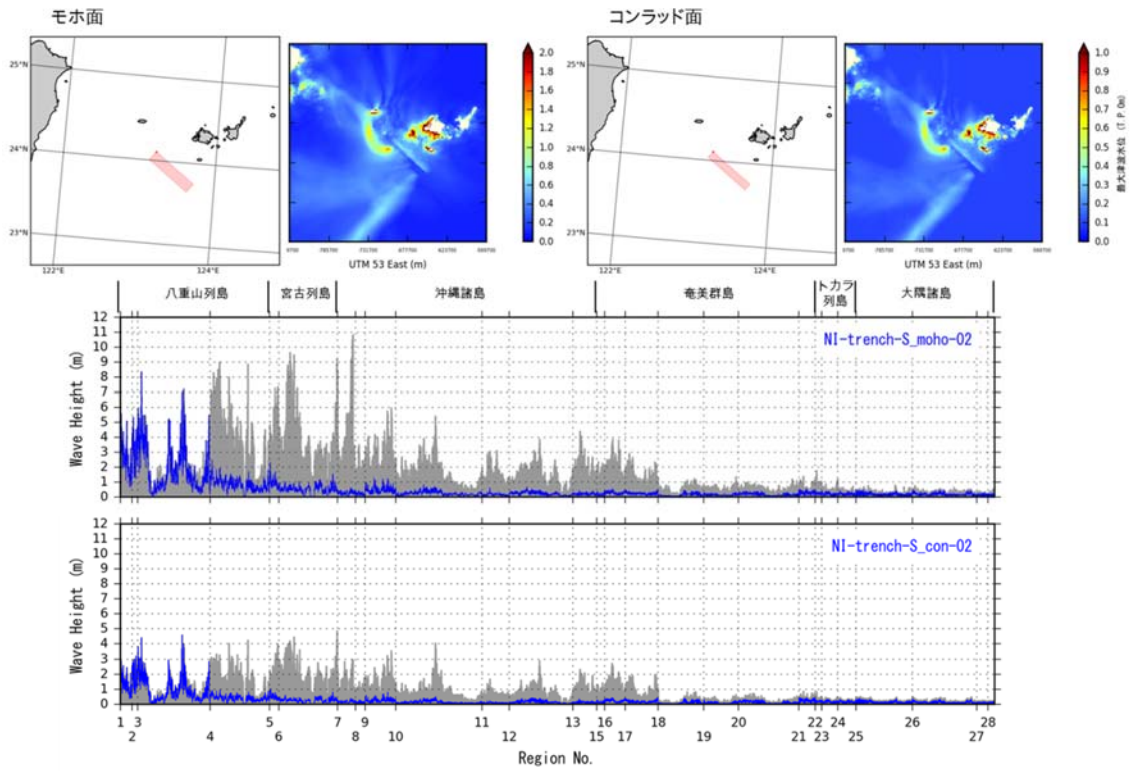 モホ面
コンラッド面
25°N
24°N
23°N
122°E
124°E
2.0
1.8
1.6
1.4
1.2
1.0
0.8
0.6
0.4
0.2
0.0
UTM 53 East (m)
25°N
24°N
23°N
122°E
124°E
1.0
0.9
0.8
0.7
0.6
0.5
0.4
0.3
0.2
0.1
0.0
最大津波水位 (T.P.0m)
UTM 53 East (m)
八重山列島
宮古列島
沖縄諸島
奄美群島
トカラ
列島
大隅諸島
NI-trench-S_moho-02
Wave Height (m)
12
11
10
9
8
7
6
5
4
3
2
1
0
NI-trench-S_con-02
Wave Height (m)
12
11
10
9
8
7
6
5
4
3
2
1
0
1 3 4 5 7 9 11 13 16 18 20 22 24 26 28
2 6 8 10 12 15 17 19 21 23 25 27
Region No.